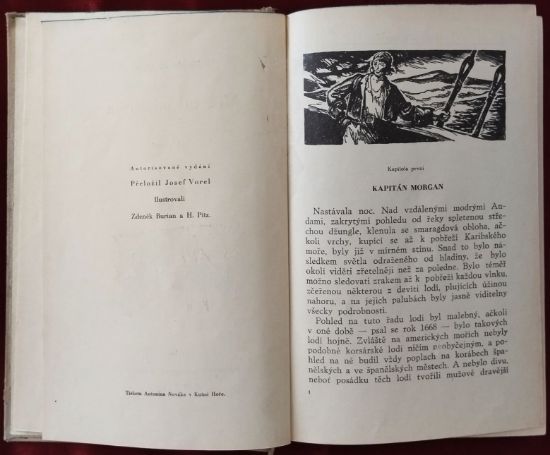 Autorisované vydání
Přeložil Josef Vorel
Ilustrovali
Zdeněk Burian a H. Pitz.
Tiskem Antonína Nováka v Kutné Hoře.
Kapitola první
KAPITÁN MORGAN
Nastávala noc. Nad vzdálenými modrými An-
dami, zakrytými pohledu od řeky spletenou stře-
chou džungle, klenula se smaragdová obloha, ač-
koli vrchy, kupící se až k pobřeží Karibského
moře, byly již v mírném stínu. Snad to bylo ná-
sledkem světla odraženého od hladiny, že bylo
okolí viděti zřetelněji než za poledne. Bylo téměř
možno sledovati zrakem až k pobřeží každou vlnku,
zčeřenou některou z devíti lodí, plujících úžinou
nahoru, a na jejich palubách byly jasně viditelny
všecky podrobnosti.
Pohled na tuto řadu lodí byl malebný, ačkoli
v oné době — psal se rok 1668 — bylo takových
lodí hojně. Zvláště na amerických mořích nebyly
podobné korsárské lodi ničím neobyčejným, a po-
hled na ně budil vždy poplach na korábech špa-
nělských a ve španělských městech. A nebylo divu,
neboť posádku těch lodí tvořili mužové dravější
1